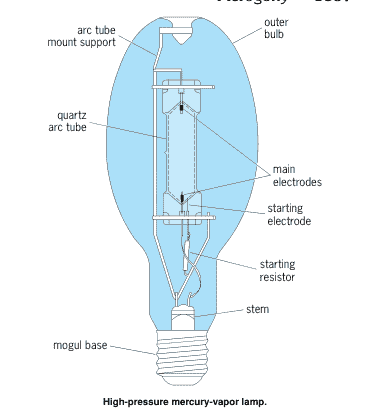 arc tube
mount support
outer
bulb
quartz
arc tube
main
electrodes
starting
electrode
starting
resistor
stem
mogul base
High-pressure mercury-vapor lamp.